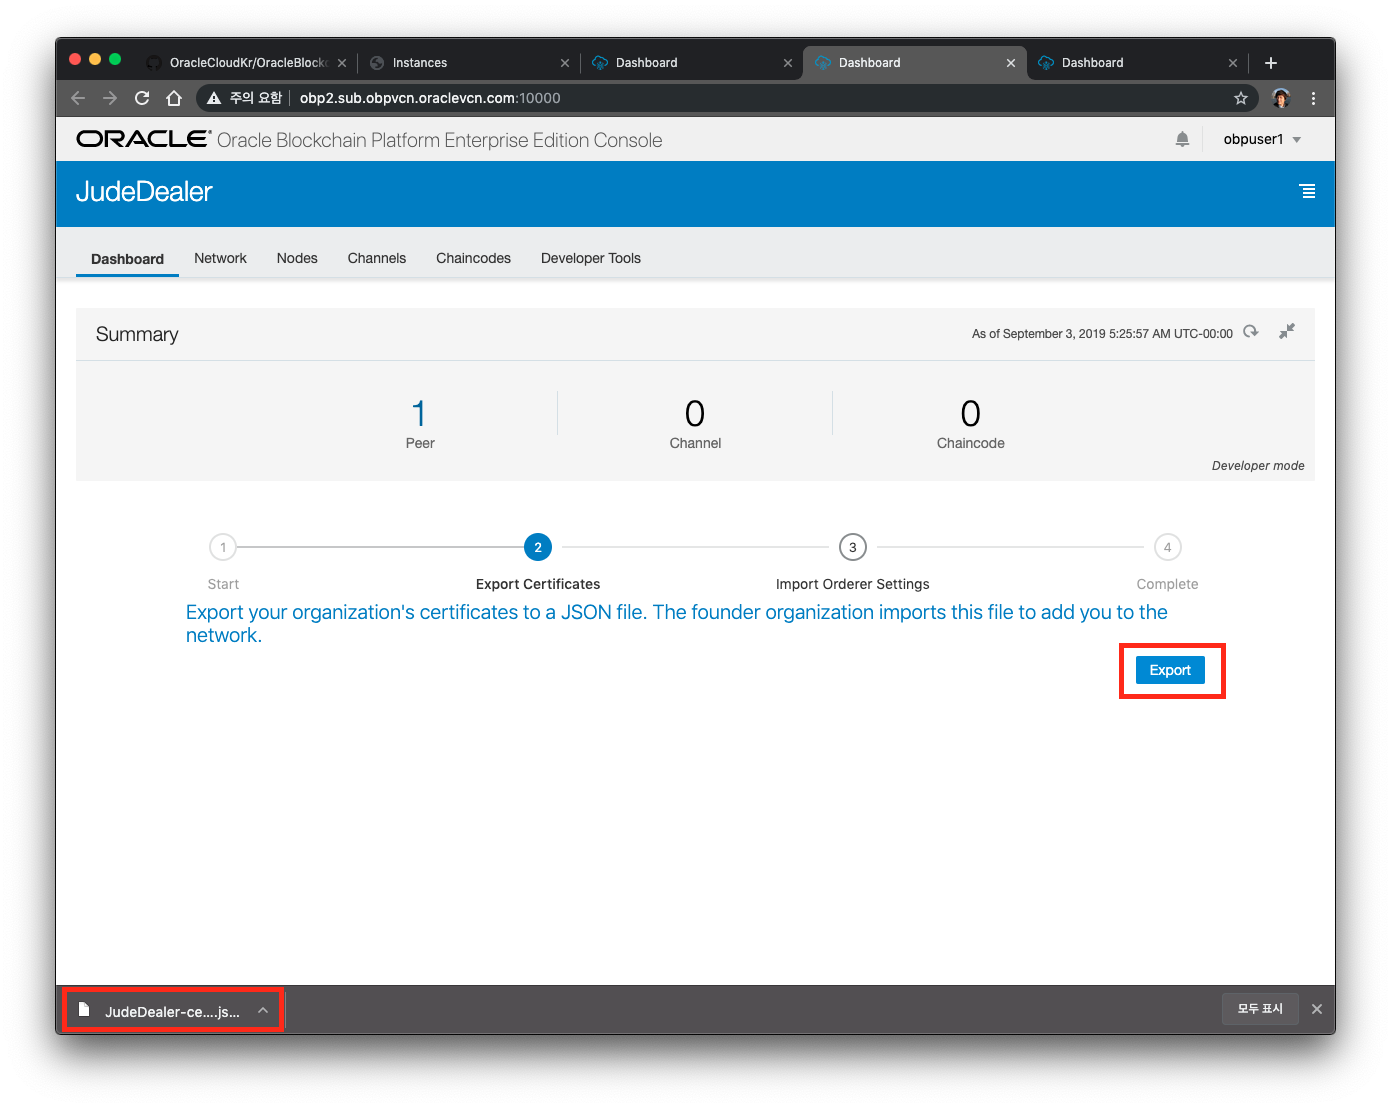 OracleCloudKr/OracleBlockc
Instances
Dashboard
Dashboard
Dashboard
주의 요함
obp2.sub.obpvcn.oraclevcn.com:10000
ORACLE® Oracle Blockchain Platform Enterprise Edition Console
obpuser1
JudeDealer
Dashboard
Network
Nodes
Channels
Chaincodes
Developer Tools
Summary
As of September 3, 2019 5:25:57 AM UTC-00:00
1
Peer
0
Channel
0
Chaincode
Developer mode
1
Start
2
Export Certificates
3
Import Orderer Settings
4
Complete
Export your organization's certificates to a JSON file. The founder organization imports this file to add you to the
network.
Export
JudeDealer-ce....js...
모두 표시